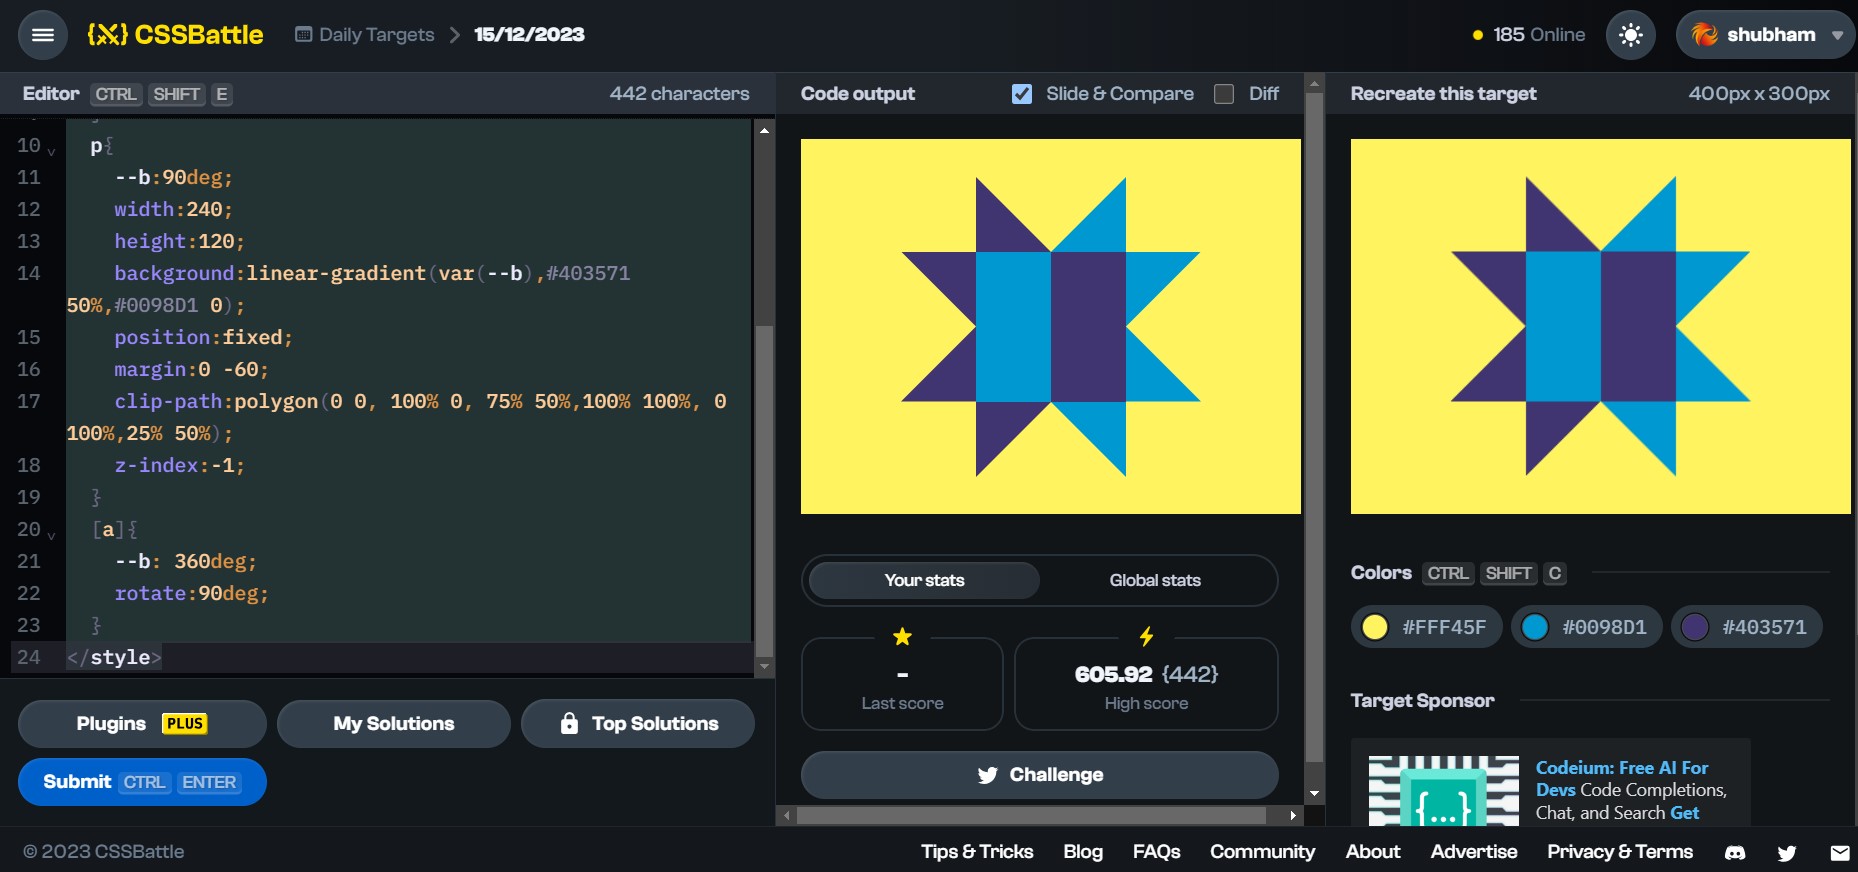 {X} CSSBattle
Daily Targets
15/12/2023
185 Online
shubham
Editor CTRL SHIFT E
442 characters
10 p{
11 --b:90deg;
12 width:240;
13 height:120;
14 background:linear-gradient(var(--b),#403571
50%,#0098D1 0);
15 position:fixed;
16 margin:0 -60;
17 clip-path:polygon(0 0, 100% 0, 75% 50%,100% 100%, 0
100%,25% 50%);
18 z-index:-1;
19 }
20 [a]{
21 --b: 360deg;
22 rotate:90deg;
23 }
24 </style>
Plugins PLUS
My Solutions
Top Solutions
Submit CTRL ENTER
Code output
Slide & Compare
Diff
Your stats
Global stats
-
Last score
605.92 {442}
High score
Challenge
Recreate this target
400px x 300px
Colors CTRL SHIFT C
#FFF45F
#0098D1
#403571
Target Sponsor
{...}
Codeium: Free AI For
Devs Code Completions,
Chat, and Search Get
© 2023 CSSBattle
Tips & Tricks
Blog
FAQs
Community
About
Advertise
Privacy & Terms